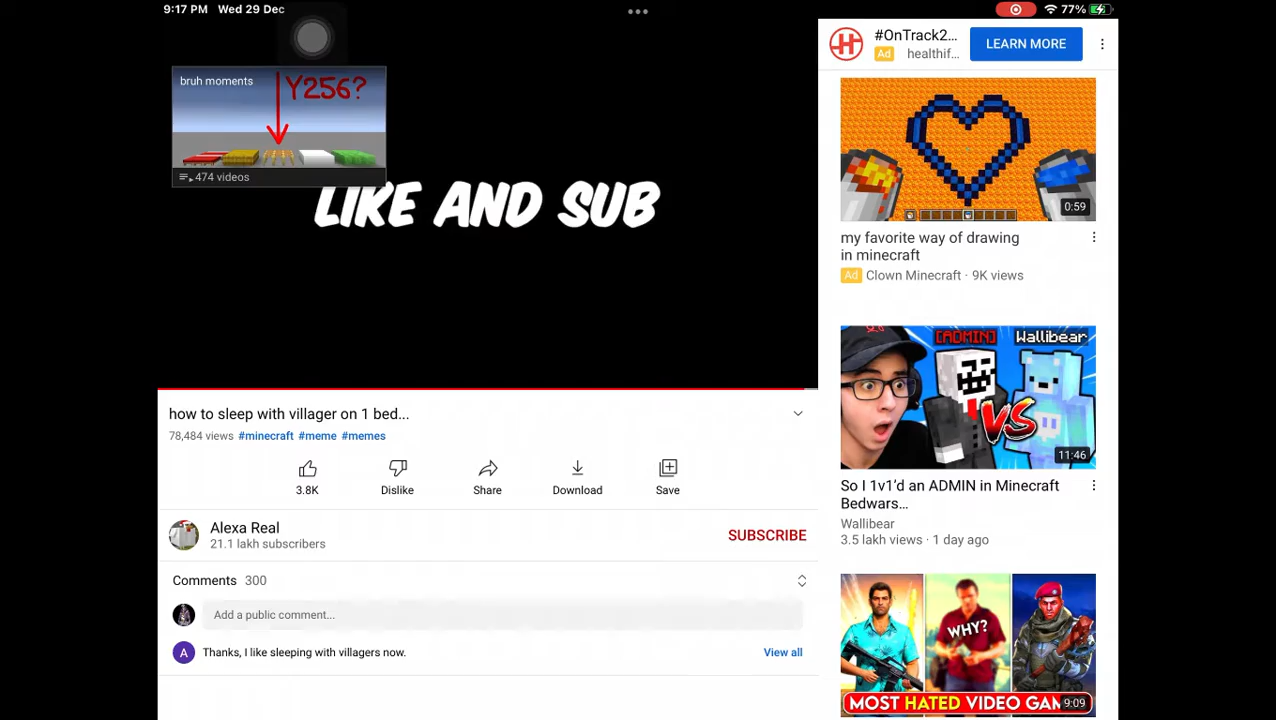 9:17 PM Wed 29 Dec
77%
bruh moments
Y256?
474 videos
LIKE AND SUB
how to sleep with villager on 1 bed...
78,484 views #minecraft #meme #memes
3.8K
Dislike
Share
Download
Save
Alexa Real
21.1 lakh subscribers
SUBSCRIBE
Comments 300
Add a public comment...
A
Thanks, I like sleeping with villagers now.
View all
#OnTrack2...
Ad healthif...
LEARN MORE
0:59
my favorite way of drawing
in minecraft
Ad Clown Minecraft · 9K views
[ADMIN] Wallibear
VS
11:46
So I 1v1'd an ADMIN in Minecraft
Bedwars...
Wallibear
3.5 lakh views · 1 day ago
WHY?
MOST HATED VIDEO GAM
9:09